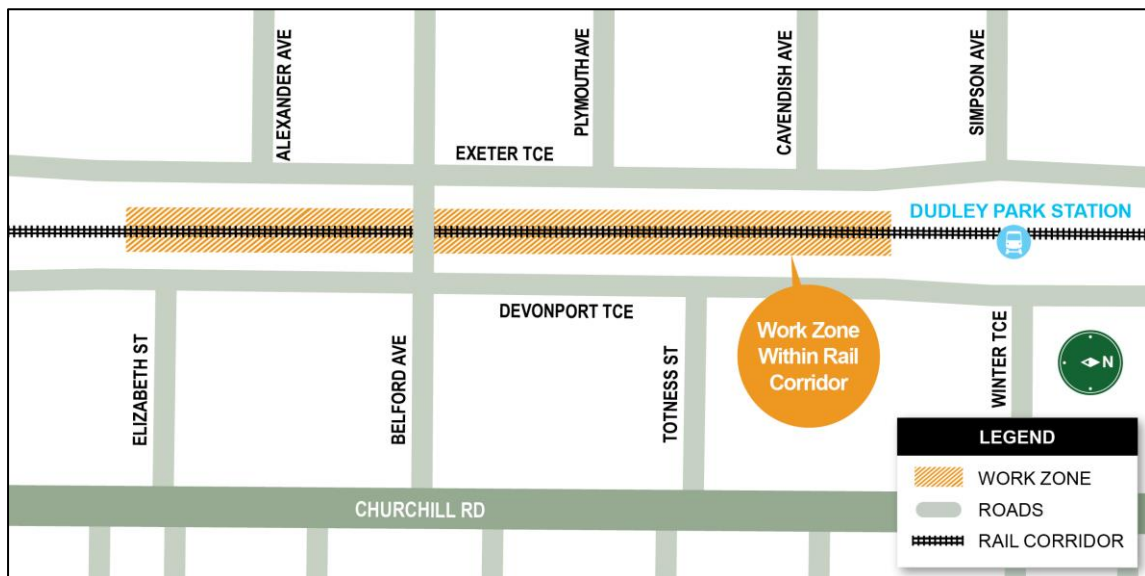 ALEXANDER AVE
PLYMOUTH AVE
CAVENDISH AVE
SIMPSON AVE
EXETER TCE
DUDLEY PARK STATION
DEVONPORT TCE
Work Zone
Within Rail
Corridor
ELIZABETH ST
BELFORD AVE
TOTNESS ST
WINTER TCE
N
CHURCHILL RD
LEGEND
WORK ZONE
ROADS
RAIL CORRIDOR